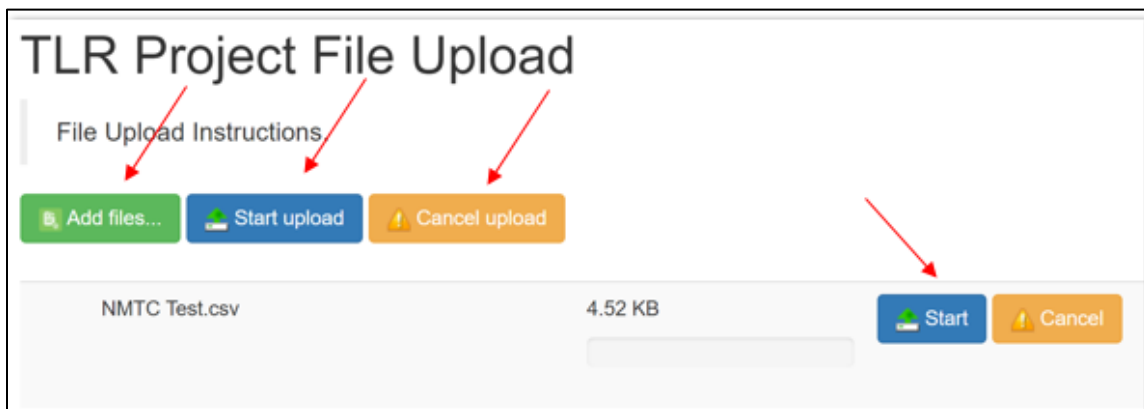 TLR Project File Upload
File Upload Instructions.
Add files... Start upload Cancel upload
NMTC Test.csv 4.52 KB Start Cancel